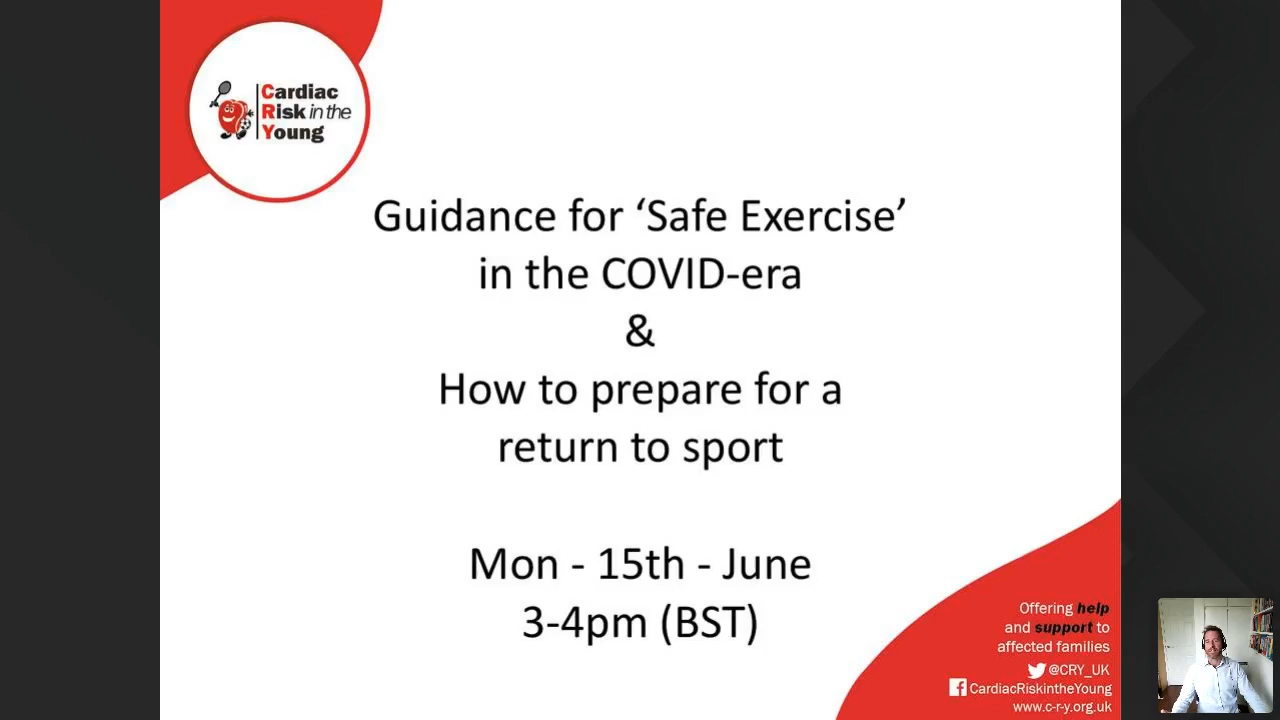 Cardiac
Risk in the
Young
Guidance for ‘Safe Exercise’
in the COVID-era
&
How to prepare for a
return to sport
Mon - 15th - June
3-4pm (BST)
Offering help
and support to
affected families
@CRY_UK
CardiacRiskintheYoung
www.c-r-y.org.uk